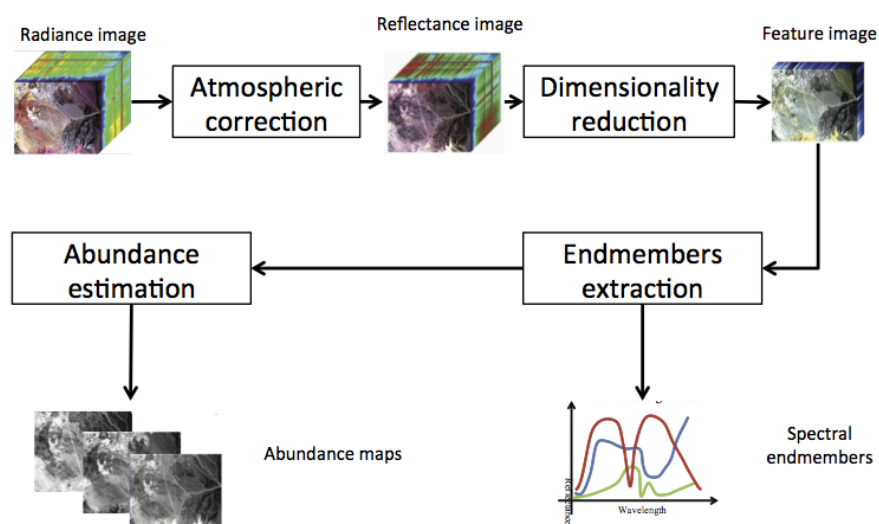 Radiance image
Reflectance image
Feature image
Atmospheric
correction
Dimensionality
reduction
Abundance
estimation
Endmembers
extraction
Abundance maps
Wavelength
Spectral
endmembers